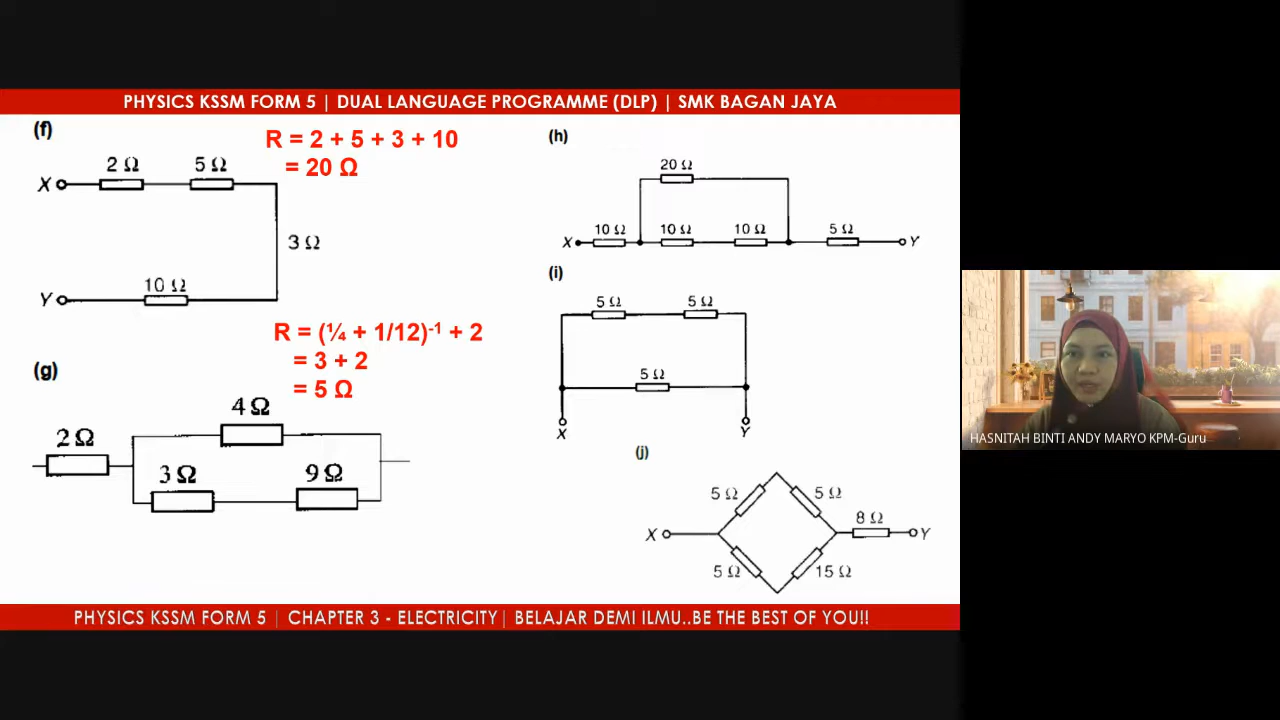 PHYSICS KSSM FORM 5 | DUAL LANGUAGE PROGRAMME (DLP) | SMK BAGAN JAYA
(f)
R = 2 + 5 + 3 + 10
= 20 Ω
2 Ω 5 Ω
X
3 Ω
10 Ω
Y
R = (¼ + 1/12)⁻¹ + 2
= 3 + 2
= 5 Ω
(g)
4 Ω
2 Ω
3 Ω 9 Ω
(h)
20 Ω
10 Ω 10 Ω 10 Ω 5 Ω
X Y
(i)
5 Ω 5 Ω
5 Ω
X Y
(j)
5 Ω 5 Ω
8 Ω
X Y
5 Ω 15 Ω
HASNITAH BINTI ANDY MARYO KPM-Guru
PHYSICS KSSM FORM 5 | CHAPTER 3 - ELECTRICITY | BELAJAR DEMI ILMU..BE THE BEST OF YOU!!